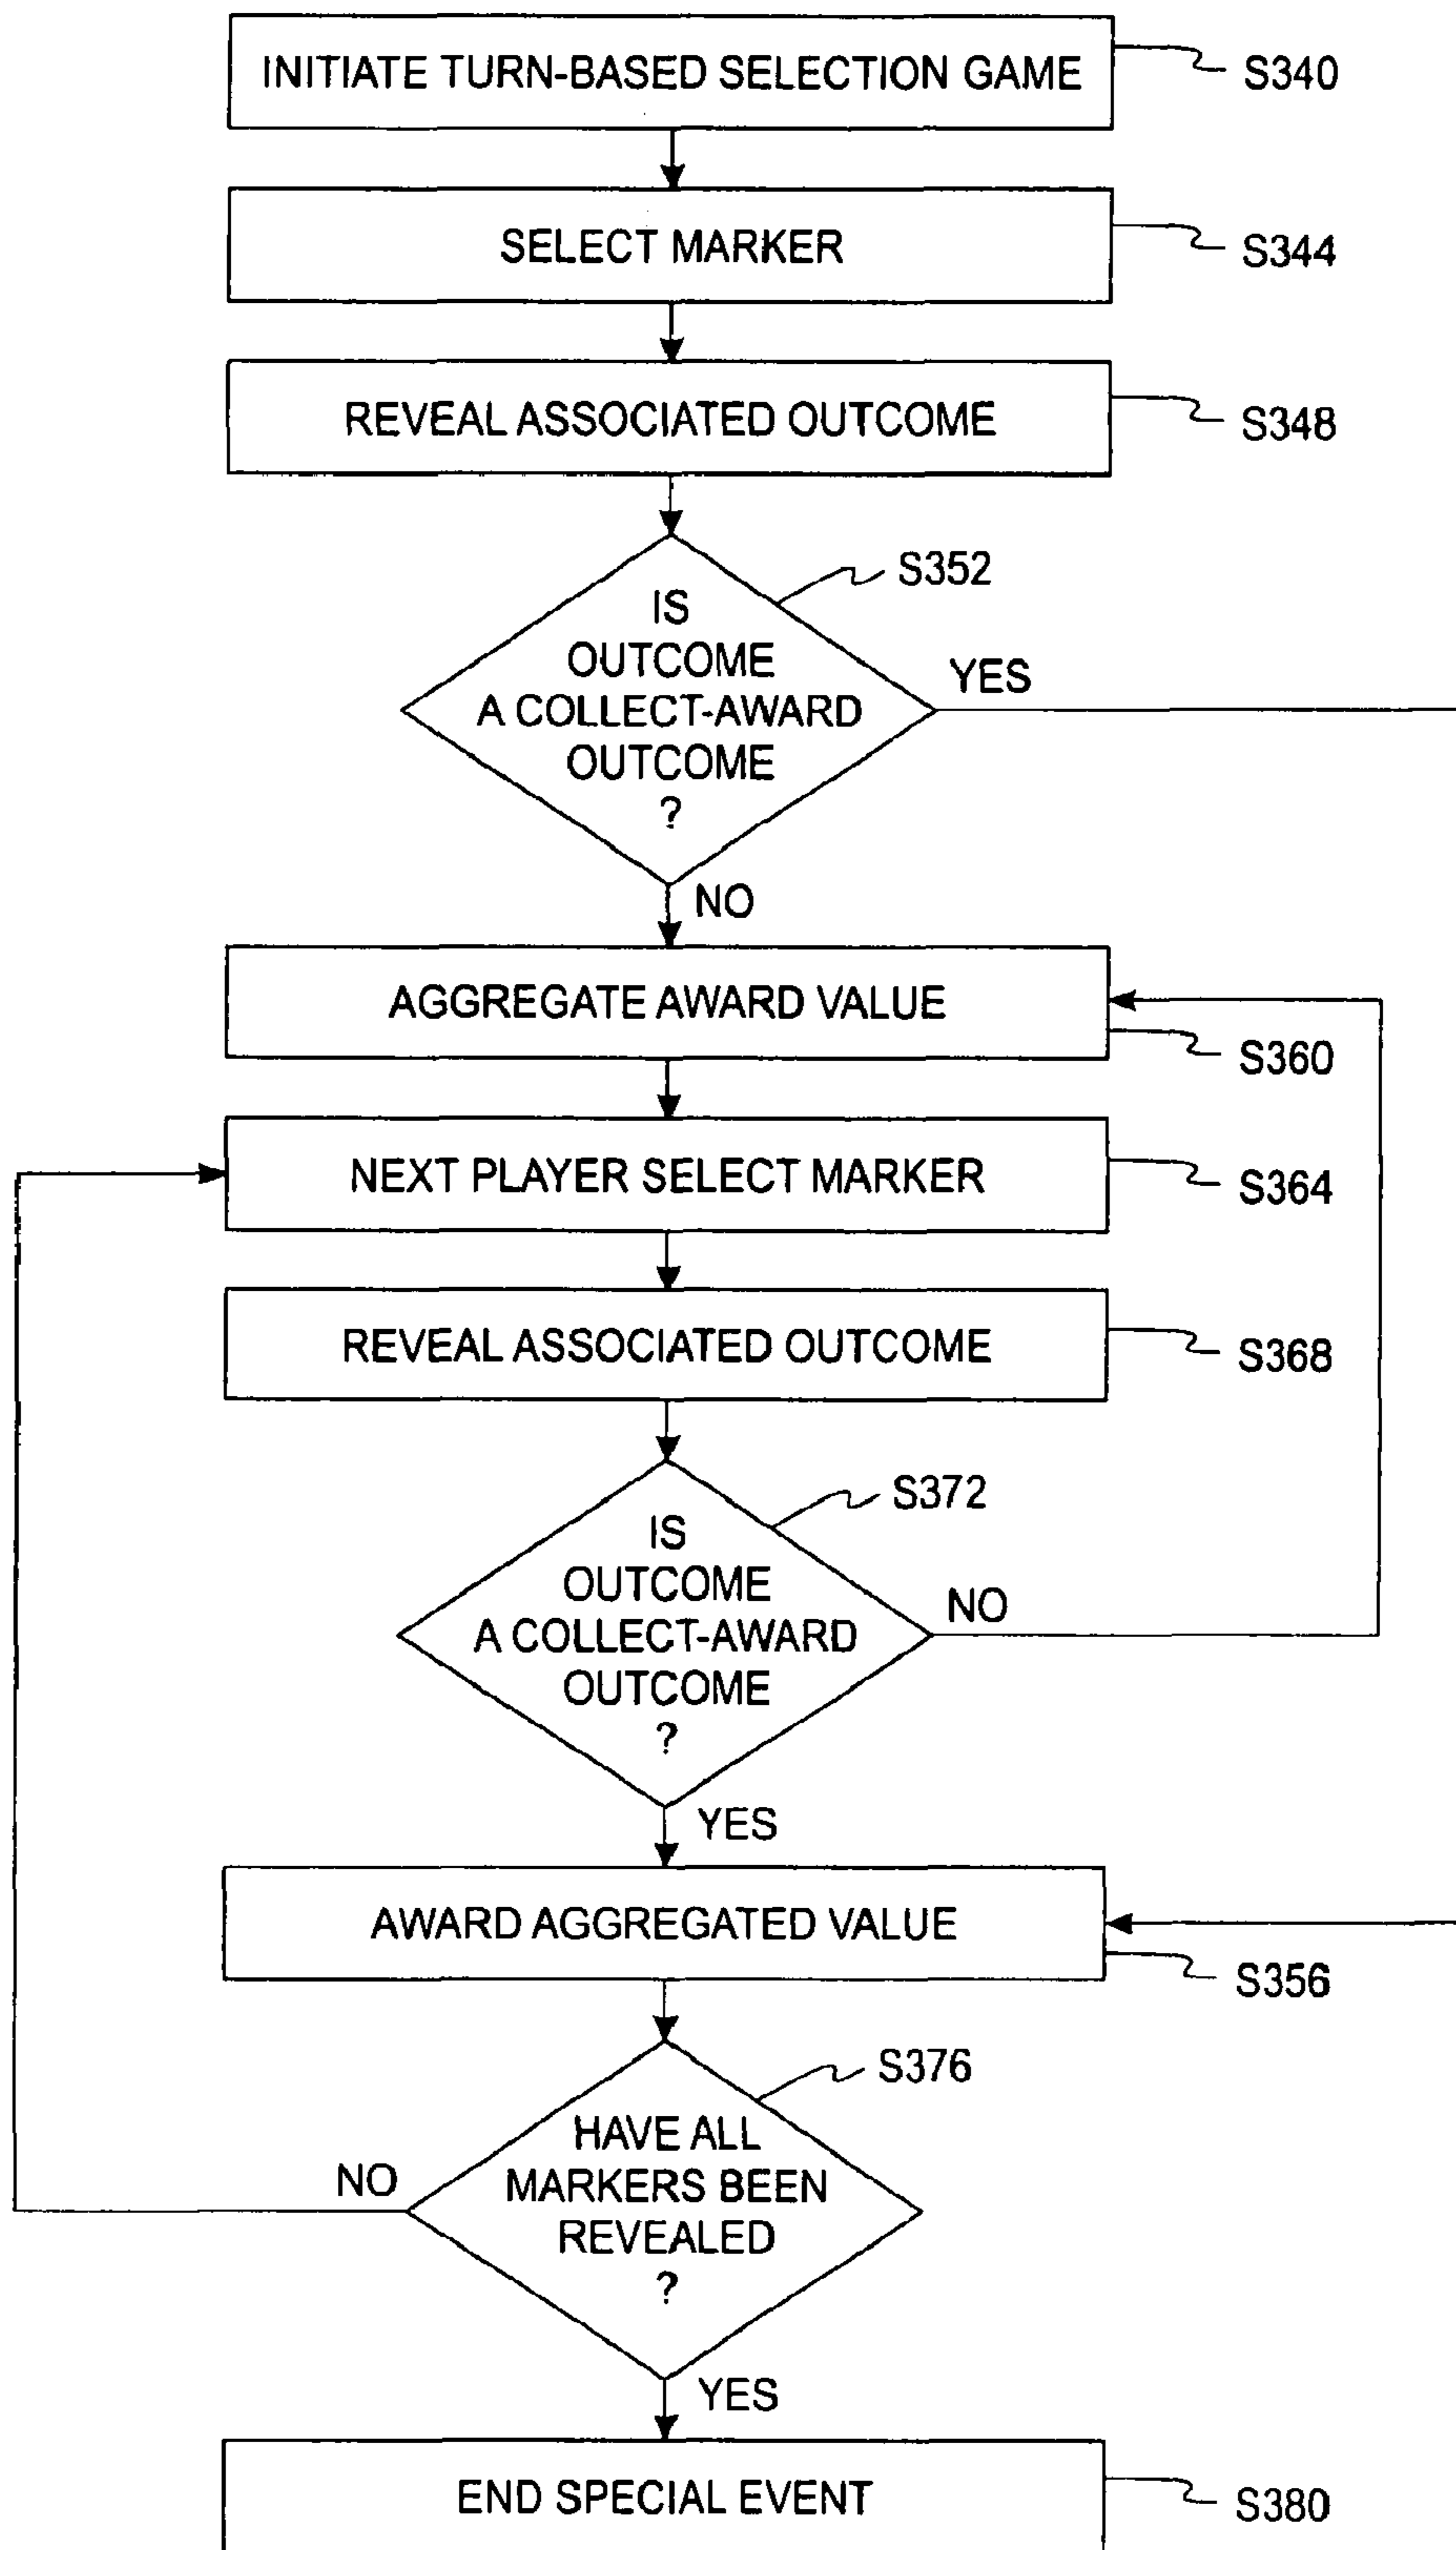 INITIATE TURN-BASED SELECTION GAME
S340
SELECT MARKER
S344
REVEAL ASSOCIATED OUTCOME
S348
S352
IS
OUTCOME
A COLLECT-AWARD
OUTCOME
?
YES
NO
AGGREGATE AWARD VALUE
S360
NEXT PLAYER SELECT MARKER
S364
REVEAL ASSOCIATED OUTCOME
S368
S372
IS
OUTCOME
A COLLECT-AWARD
OUTCOME
?
NO
YES
AWARD AGGREGATED VALUE
S356
S376
HAVE ALL
MARKERS BEEN
REVEALED
?
NO
YES
END SPECIAL EVENT
S380